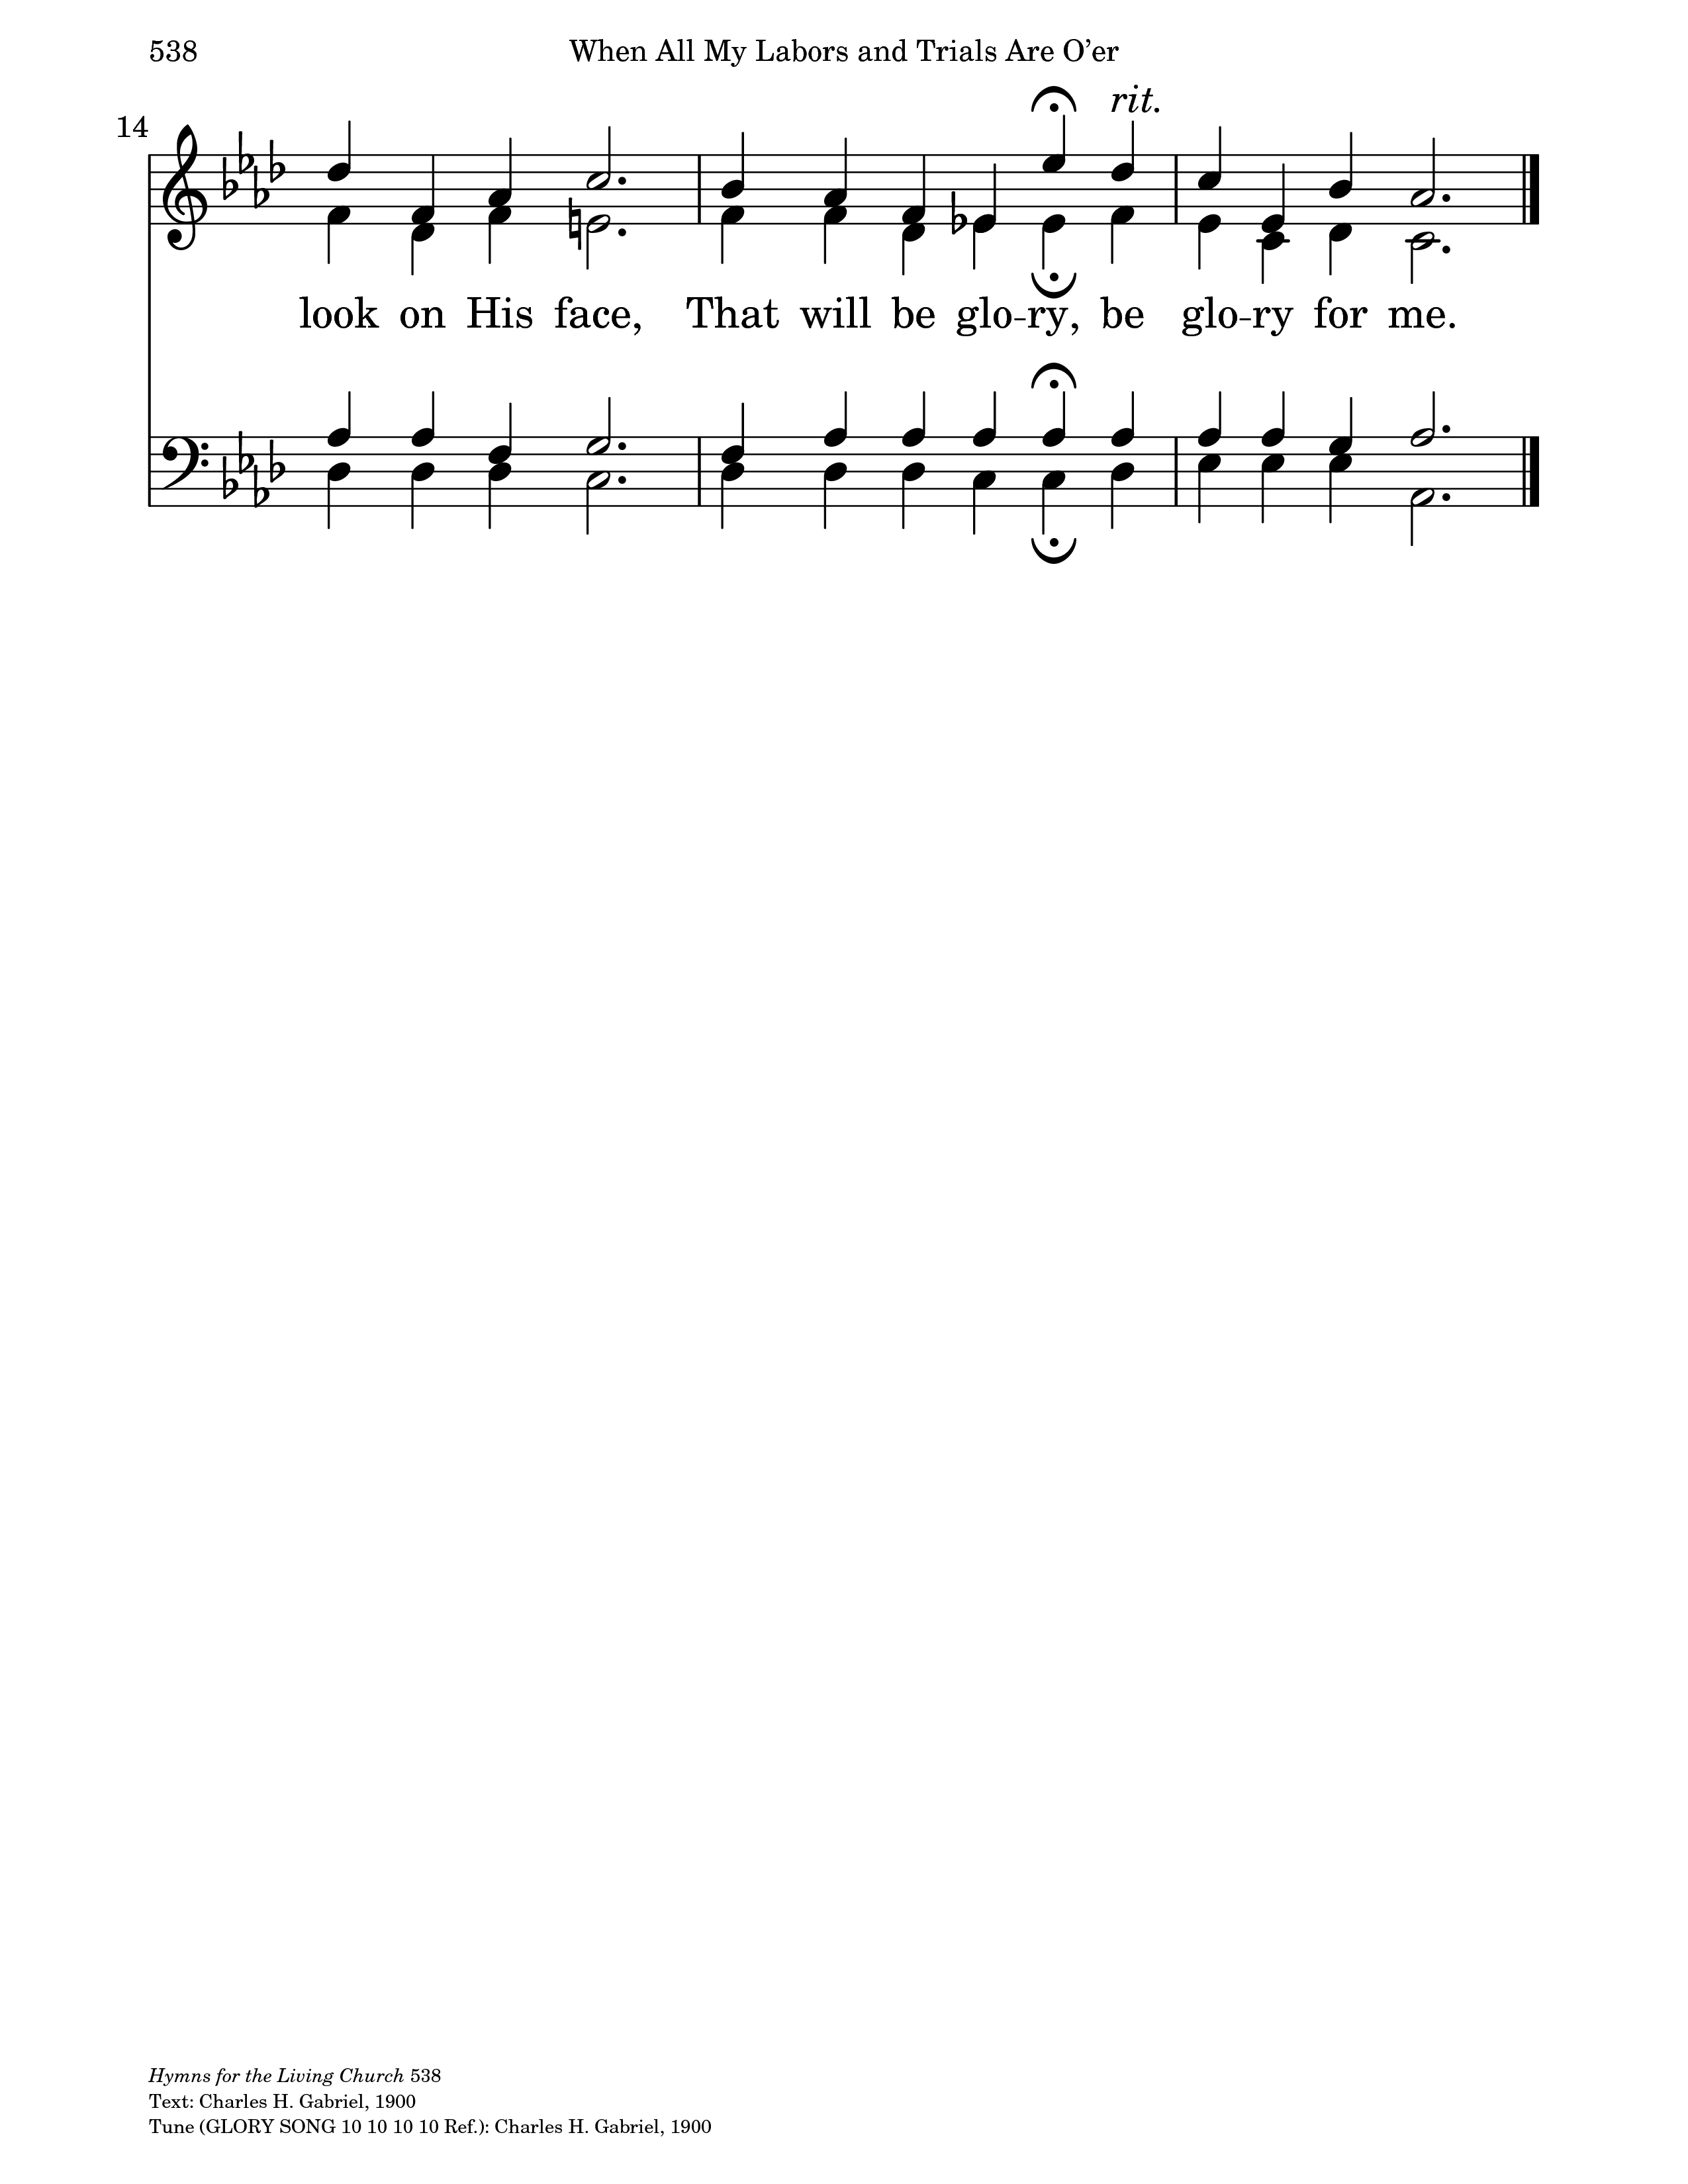 538 When All My Labors and Trials Are O’er
rit.
14
look on His face, That will be glo - ry, be glo - ry for me.
Hymns for the Living Church 538
Text: Charles H. Gabriel, 1900
Tune (GLORY SONG 10 10 10 10 Ref.): Charles H. Gabriel, 1900